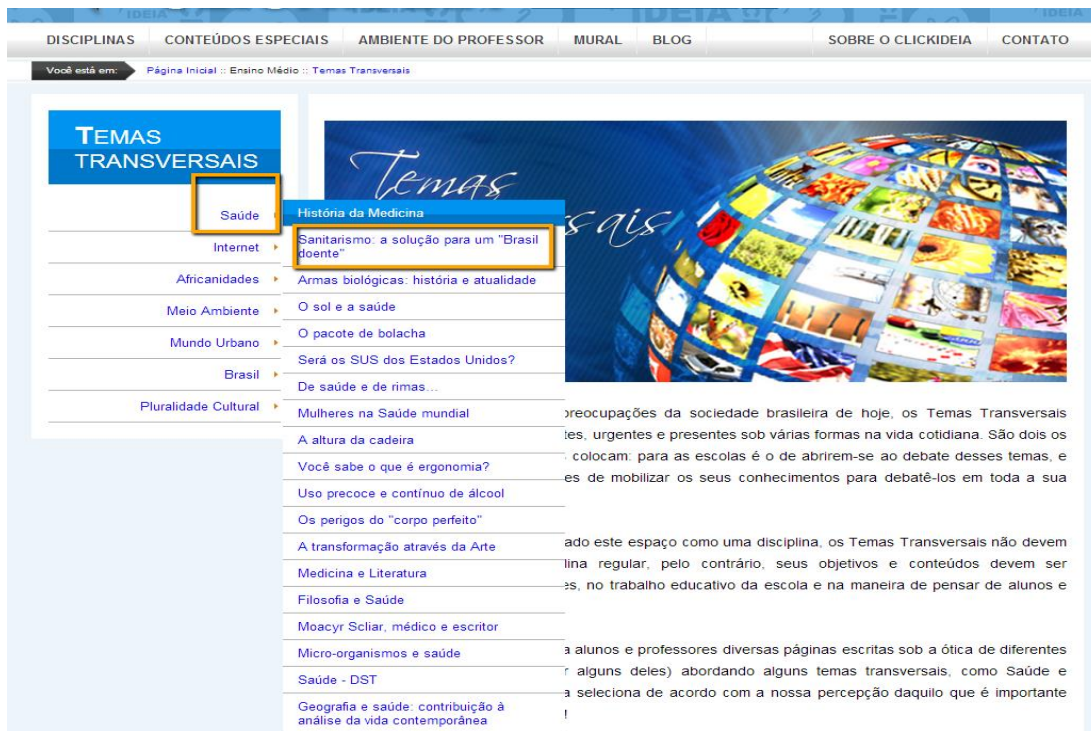 IDEIA
IDEIA
IDEIA
DISCIPLINAS CONTEÚDOS ESPECIAIS AMBIENTE DO PROFESSOR MURAL BLOG SOBRE O CLICKIDEIA CONTATO
Você está em: Página Inicial :: Ensino Médio :: Temas Transversais
TEMAS
TRANSVERSAIS
Saúde
Internet
Africanidades
Meio Ambiente
Mundo Urbano
Brasil
Pluralidade Cultural
História da Medicina
Sanitarismo: a solução para um "Brasil
doente"
Armas biológicas: história e atualidade
O sol e a saúde
O pacote de bolacha
Será os SUS dos Estados Unidos?
De saúde e de rimas...
Mulheres na Saúde mundial
A altura da cadeira
Você sabe o que é ergonomia?
Uso precoce e contínuo de álcool
Os perigos do "corpo perfeito"
A transformação através da Arte
Medicina e Literatura
Filosofia e Saúde
Moacyr Scliar, médico e escritor
Micro-organismos e saúde
Saúde - DST
Geografia e saúde: contribuição à
análise da vida contemporânea
Temas
sais
preocupações da sociedade brasileira de hoje, os Temas Transversais
tes, urgentes e presentes sob várias formas na vida cotidiana. São dois os
colocam: para as escolas é o de abrirem-se ao debate desses temas, e
es de mobilizar os seus conhecimentos para debatê-los em toda a sua
ado este espaço como uma disciplina, os Temas Transversais não devem
lina regular, pelo contrário, seus objetivos e conteúdos devem ser
es, no trabalho educativo da escola e na maneira de pensar de alunos e
a alunos e professores diversas páginas escritas sob a ótica de diferentes
r alguns deles) abordando alguns temas transversais, como Saúde e
a seleciona de acordo com a nossa percepção daquilo que é importante
!